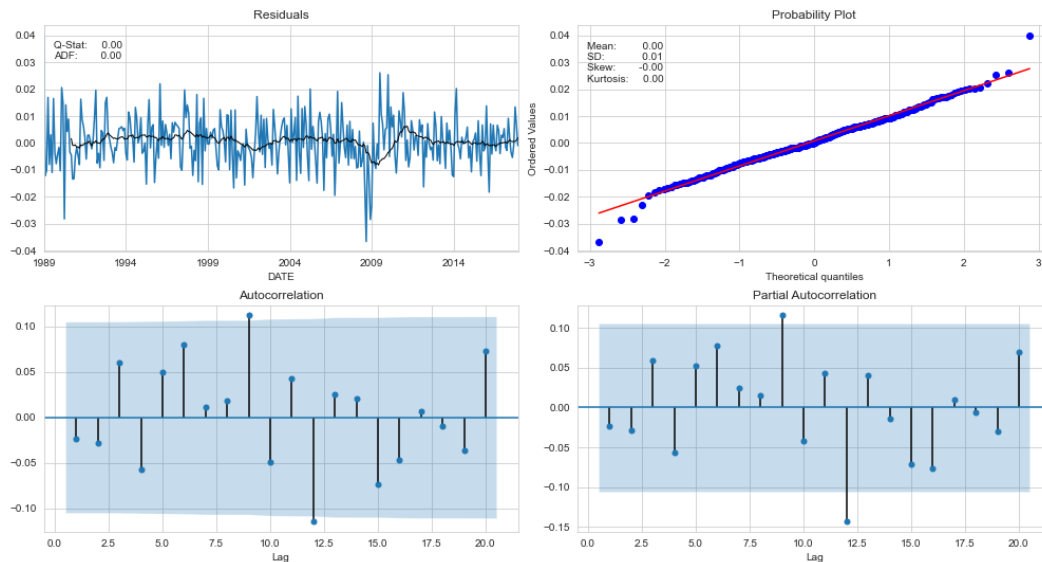 Residuals
Q-Stat: 0.00
ADF: 0.00
0.04
0.03
0.02
0.01
0.00
−0.01
−0.02
−0.03
−0.04
1989 1994 1999 2004 2009 2014
DATE
Probability Plot
Mean: 0.00
SD: 0.01
Skew: -0.00
Kurtosis: 0.00
Ordered Values
0.04
0.03
0.02
0.01
0.00
−0.01
−0.02
−0.03
−0.04
−3 −2 −1 0 1 2 3
Theoretical quantiles
Autocorrelation
0.10
0.05
0.00
−0.05
−0.10
0.0 2.5 5.0 7.5 10.0 12.5 15.0 17.5 20.0
Lag
Partial Autocorrelation
0.10
0.05
0.00
−0.05
−0.10
−0.15
0.0 2.5 5.0 7.5 10.0 12.5 15.0 17.5 20.0
Lag